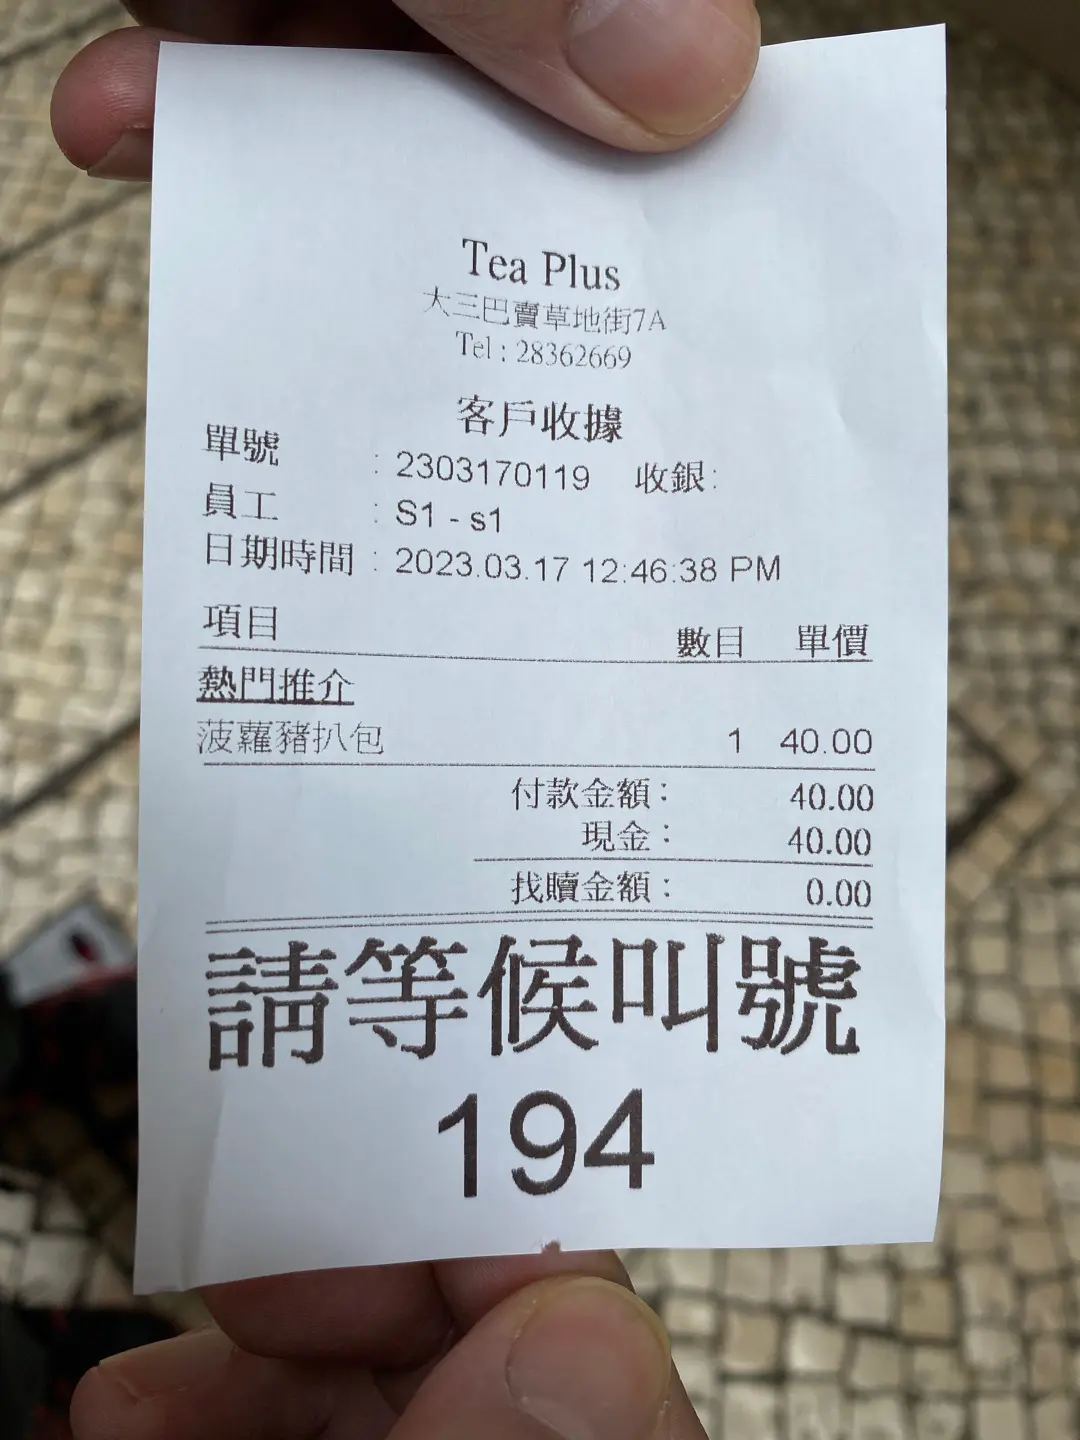 Tea Plus
大三巴賣草地街7A
Tel : 28362669
客戶收據
單號 : 2303170119 收銀:
員工 : S1 - s1
日期時間 : 2023.03.17 12:46:38 PM
項目 數目 單價
熱門推介
菠蘿豬扒包 1 40.00
付款金額： 40.00
現金： 40.00
找贖金額： 0.00
請等候叫號
194